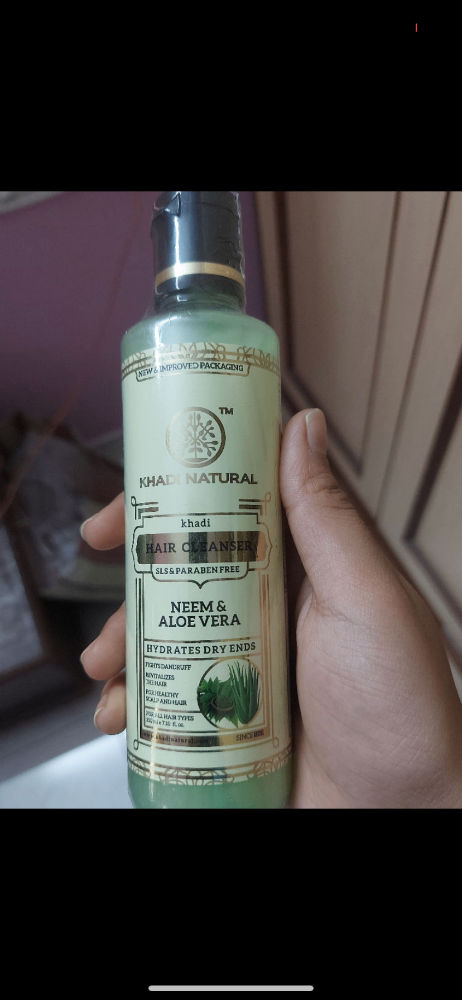 NEW & IMPROVED PACKAGING
TM
KHADI NATURAL
khadi
HAIR CLEANSER
SLS & PARABEN FREE
NEEM &
ALOE VERA
HYDRATES DRY ENDS
FIGHTS DANDRUFF
REVITALIZES
THE HAIR
FOR HEALTHY
SCALP AND HAIR
FOR ALL HAIR TYPES